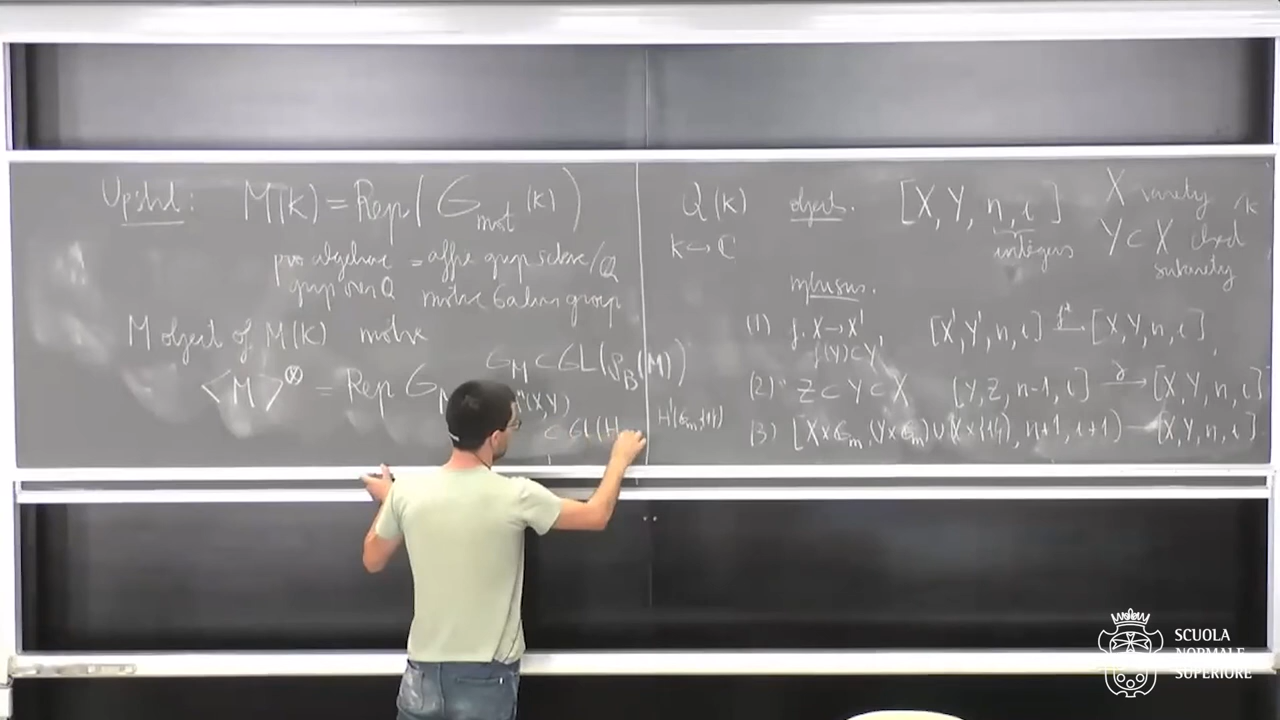 Upshot: M(k) = Rep(G_mot(k))
pro algebraic = affine group scheme/Q
group over Q motivic Galois group
M object of M(k) motive
G_M ⊂ GL(ρ_B(M))
<M>^⊗ = Rep G_M
H^n(X,Y)
⊂ GL(H
H^1(G_m,{1})
Q(k) objects. [X, Y, n, i] X variety /k
k ↪ C integers Y ⊂ X closed
subvariety
morphisms.
(1) f: X → X' [X', Y', n, i] →^{f*} [X, Y, n, i],
f(Y) ⊂ Y'
(2) Z ⊂ Y ⊂ X [Y, Z, n-1, i] →^∂ [X, Y, n, i]
(3) [X×G_m, (Y×G_m)∪(X×{1}), n+1, i+1) → [X, Y, n, i]
SCUOLA
NORMALE
SUPERIORE